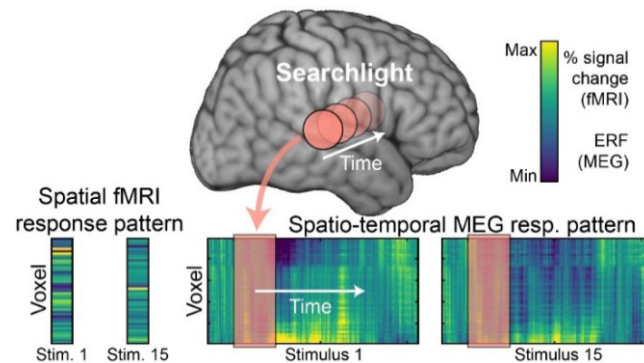 Searchlight
Time
Max
% signal
change
(fMRI)
ERF
(MEG)
Min
Spatial fMRI
response pattern
Voxel
Stim. 1
Stim. 15
Spatio-temporal MEG resp. pattern
Voxel
Time
Stimulus 1
Stimulus 15